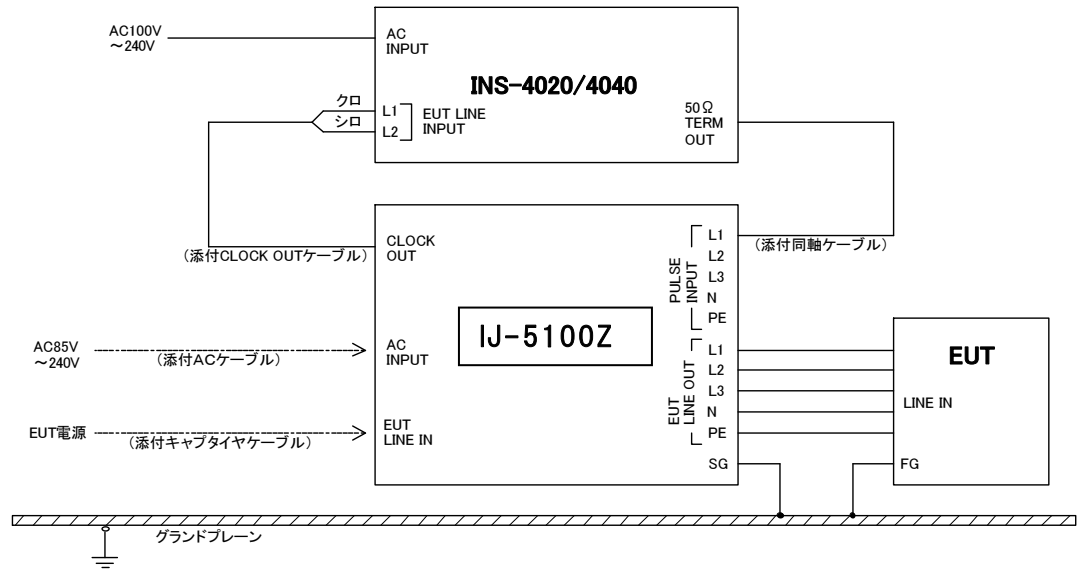 AC100V
～240V
AC
INPUT
INS-4020/4040
クロ
シロ
L1
L2
EUT LINE
INPUT
50Ω
TERM
OUT
CLOCK
OUT
（添付CLOCK OUTケーブル）
PULSE
INPUT
L1
L2
L3
N
PE
（添付同軸ケーブル）
IJ-5100Z
AC85V
～240V
（添付ACケーブル）
AC
INPUT
EUT電源
（添付キャプタイヤケーブル）
EUT
LINE IN
EUT
LINE OUT
L1
L2
L3
N
PE
SG
EUT
LINE IN
FG
グランドプレーン